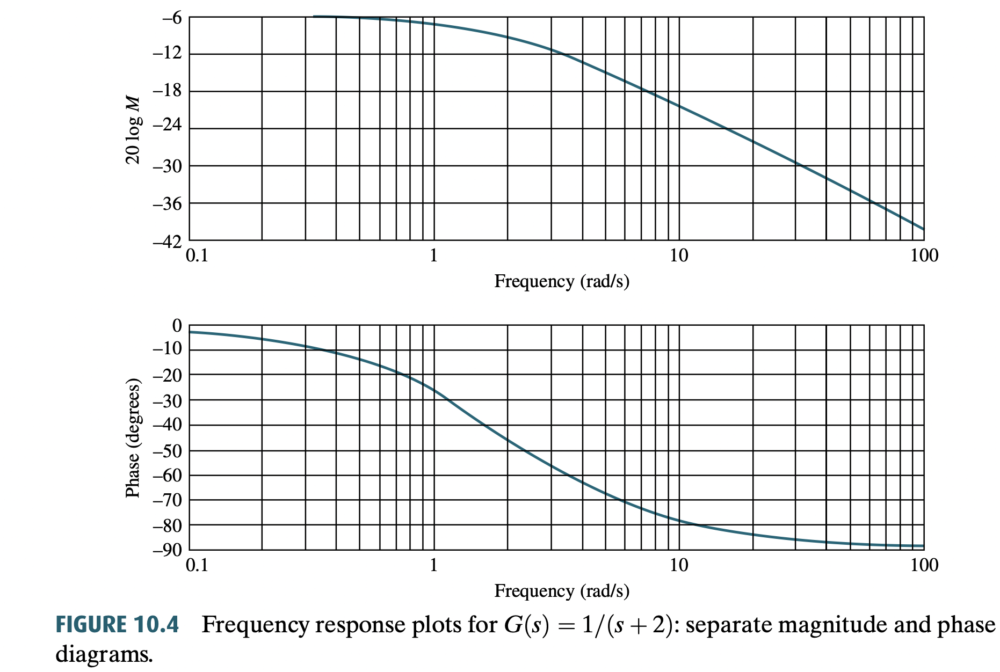 –6
–12
–18
–24
–30
–36
–42
20 log M
0.1 1 10 100
Frequency (rad/s)
0
–10
–20
–30
–40
–50
–60
–70
–80
–90
Phase (degrees)
0.1 1 10 100
Frequency (rad/s)
FIGURE 10.4 Frequency response plots for G(s) = 1/(s + 2): separate magnitude and phase
diagrams.